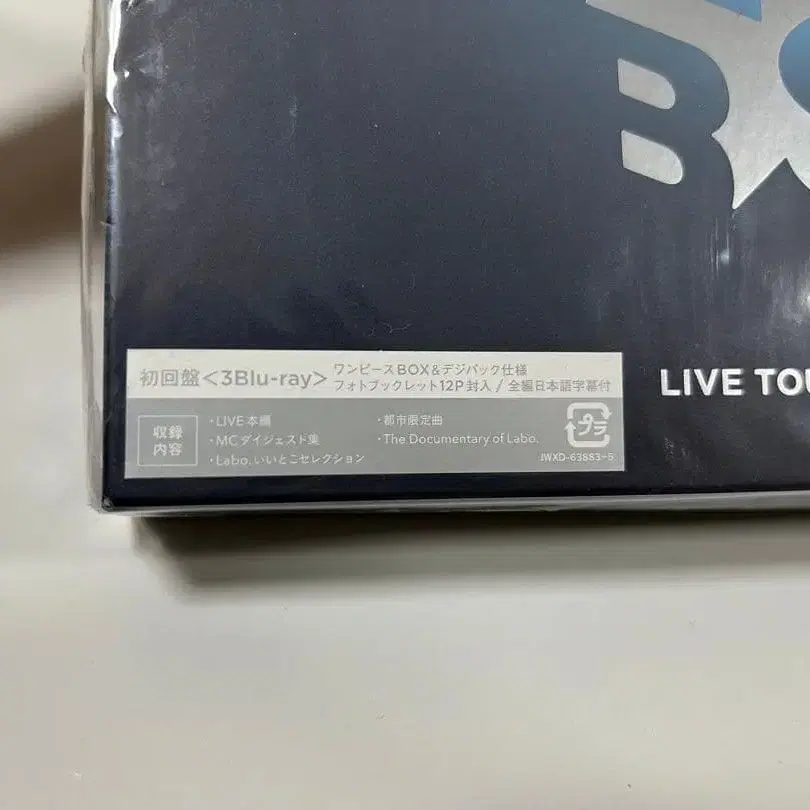 B
LIVE TOU
初回盤<3Blu-ray>
ワンピースBOX&デジパック仕様
フォトブックレット12P封入 / 全編日本語字幕付
収録
内容
・LIVE本編
・MCダイジェスト集
・Labo.いいとこセレクション
・都市限定曲
・The Documentary of Labo.
プラ
JWXD-63883~5